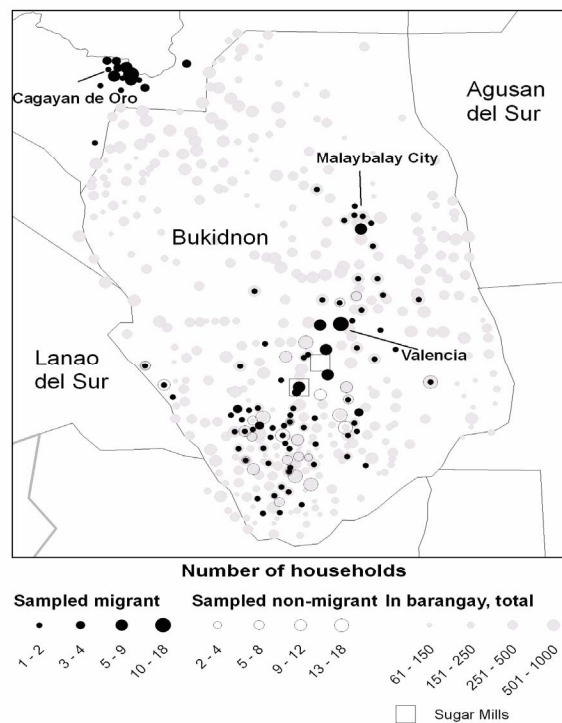 Cagayan de Oro
Agusan
del Sur
Malaybalay City
Bukidnon
Lanao
del Sur
Valencia
Number of households
Sampled migrant Sampled non-migrant In barangay, total
1 - 2 3 - 4 5 - 9 10 - 18 2 - 4 5 - 8 9 - 12 13 - 18 61 - 150 151 - 250 251 - 500 501 - 1000
Sugar Mills